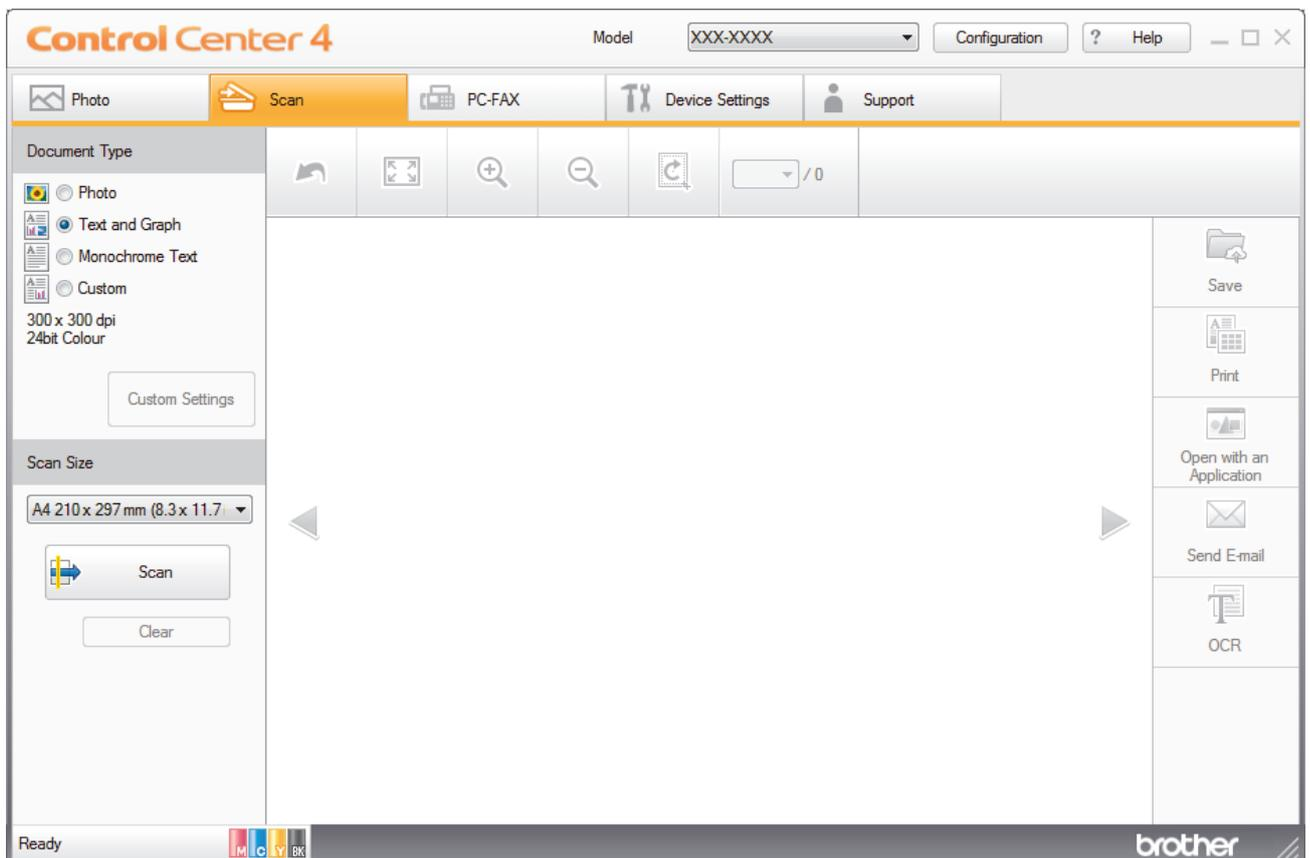 Control Center 4
Model XXX-XXXX Configuration ? Help
Photo Scan PC-FAX Device Settings Support
Document Type
Photo
Text and Graph
Monochrome Text
Custom
300 x 300 dpi
24bit Colour
Custom Settings
Scan Size
A4 210 x 297 mm (8.3 x 11.7
Scan
Clear
/ 0
Save
Print
Open with an
Application
Send E-mail
OCR
Ready M C Y BK brother